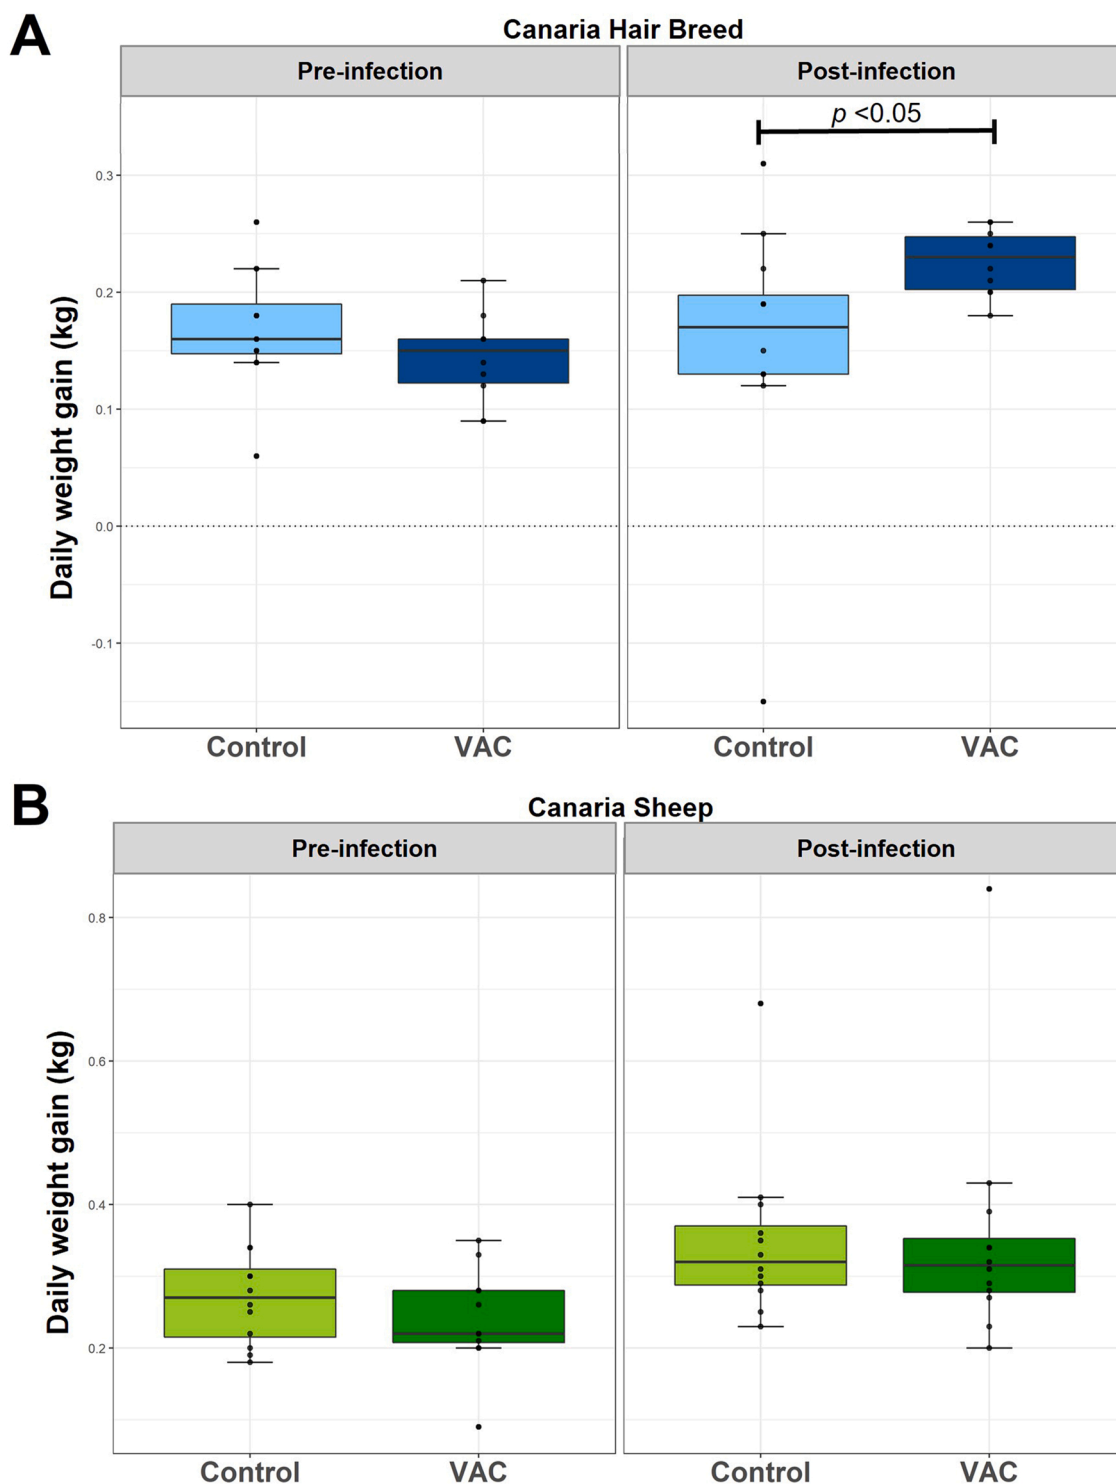 A
Canaria Hair Breed
Pre-infection
Post-infection
p <0.05
0.3
0.2
0.1
0.0
-0.1
Daily weight gain (kg)
Control
VAC
Control
VAC
B
Canaria Sheep
Pre-infection
Post-infection
0.8
0.6
0.4
0.2
Daily weight gain (kg)
Control
VAC
Control
VAC